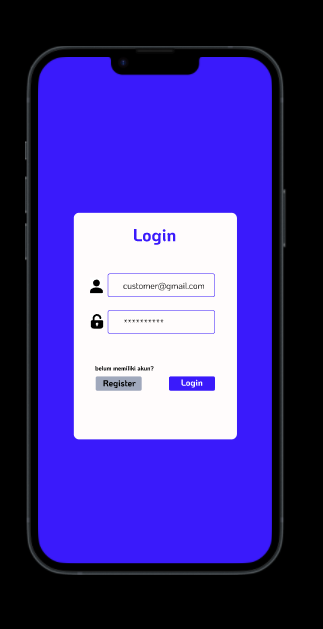 Login
customer@gmail.com
**********
belum memiliki akun?
Register
Login